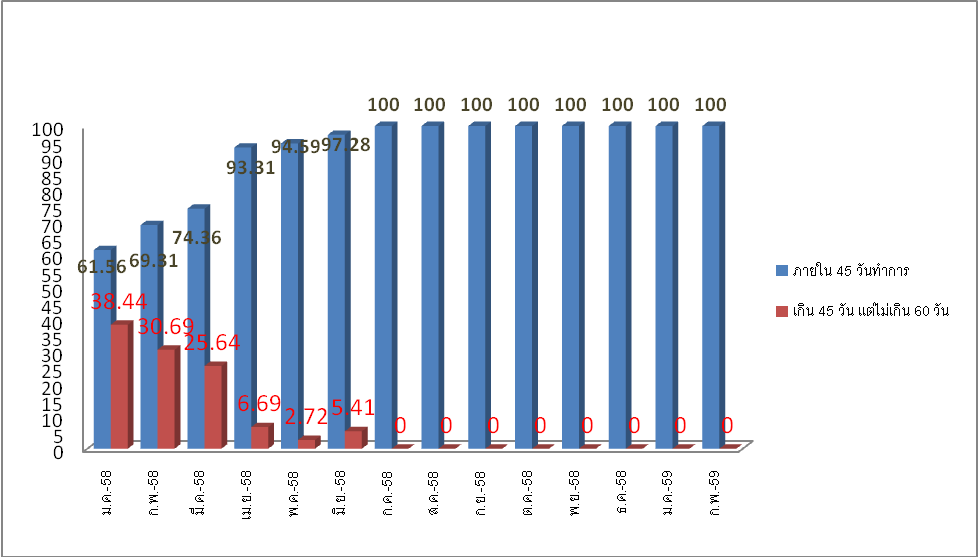 100 100 100 100 100 100 100 100
100
95
90
85
80
75
70
65
60
55
50
45
40
35
30
25
20
15
10
5
0
61.56
69.31
74.36
93.31
94.59
97.28
38.44
30.69
25.64
6.69
2.72
5.41
0 0 0 0 0 0 0 0
ม.ค.-58
ก.พ.-58
มี.ค.-58
เม.ย.-58
พ.ค.-58
มิ.ย.-58
ก.ค.-58
ส.ค.-58
ก.ย.-58
ต.ค.-58
พ.ย.-58
ธ.ค.-58
ม.ค.-59
ก.พ.-59
ภายใน 45 วันทำการ
เกิน 45 วัน แต่ไม่เกิน 60 วัน